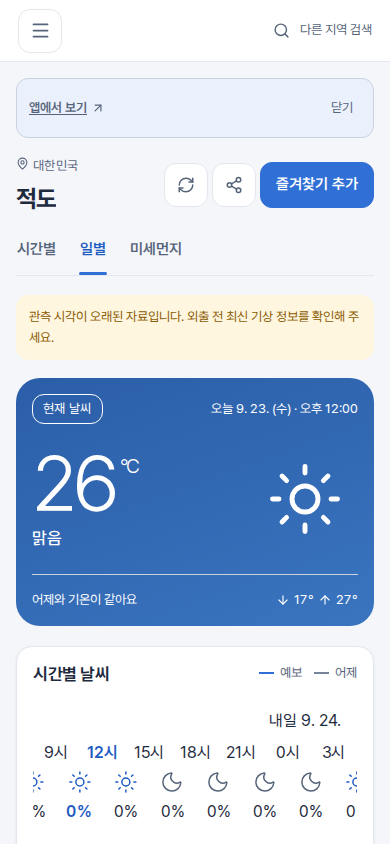 다른 지역 검색
앱에서 보기
닫기
대한민국
적도
즐겨찾기 추가
시간별 일별 미세먼지
관측 시각이 오래된 자료입니다. 외출 전 최신 기상 정보를 확인해 주
세요.
현재 날씨
오늘 9. 23. (수) · 오후 12:00
26℃
맑음
어제와 기온이 같아요
↓ 17° ↑ 27°
시간별 날씨
예보 어제
내일 9. 24.
9시 12시 15시 18시 21시 0시 3시
% 0% 0% 0% 0% 0% 0% 0